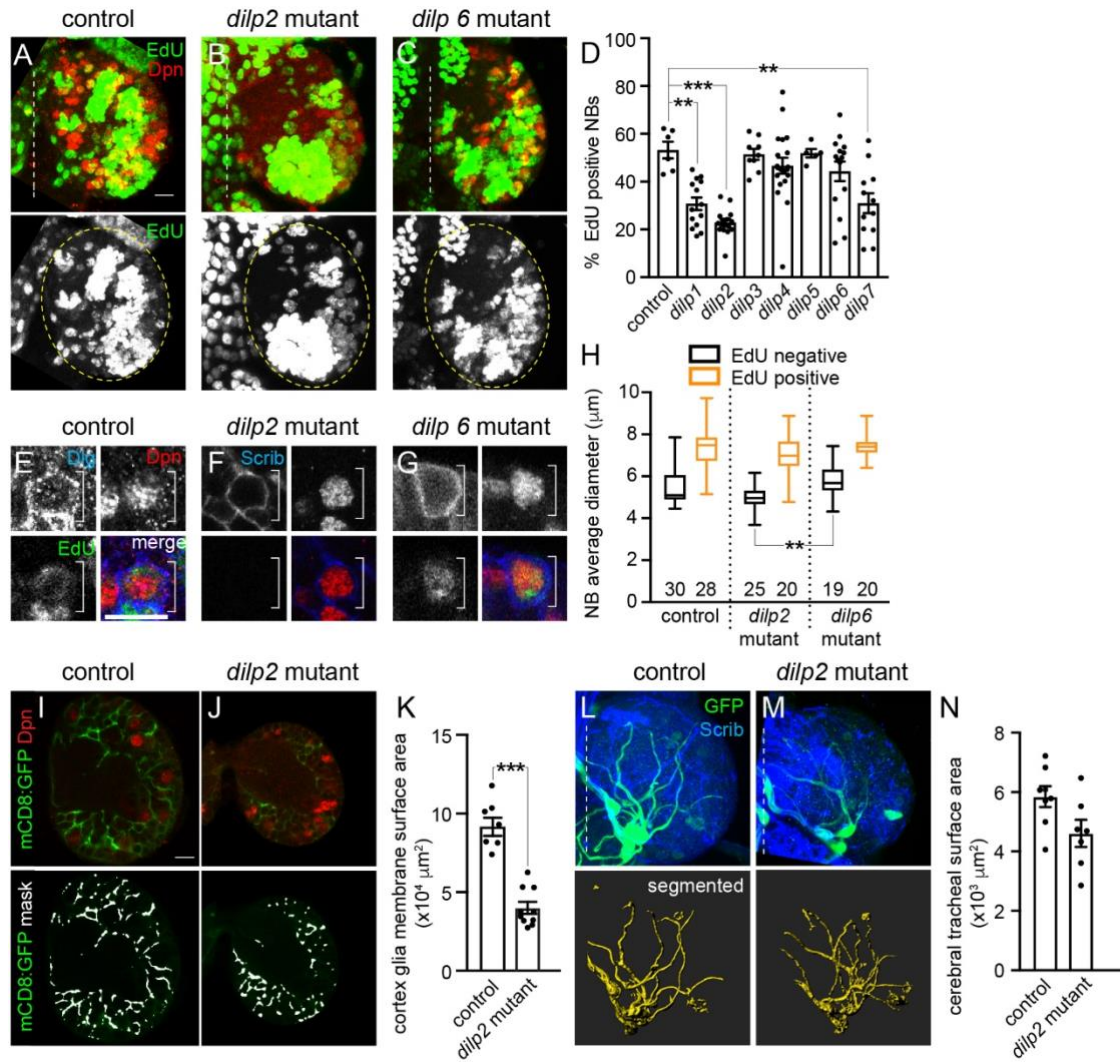 control
dilp2 mutant
dilp 6 mutant
A
EdU
Dpn
B
C
EdU
D
% EdU positive NBs
100
80
60
40
20
0
**
***
**
control
dilp1
dilp2
dilp3
dilp4
dilp5
dilp6
dilp7
control
dilp2 mutant
dilp 6 mutant
E
Dlg
Dpn
F
Scrib
G
EdU
merge
H
EdU negative
EdU positive
NB average diameter (μm)
10
8
6
4
2
0
**
30
28
25
20
19
20
control
dilp2
mutant
dilp6
mutant
control
dilp2 mutant
I
mCD8:GFP Dpn
J
mCD8:GFP mask
K
cortex glia membrane surface area
(x10⁴ μm²)
15
10
5
0
***
control
dilp2 mutant
control
dilp2 mutant
L
GFP
Scrib
M
segmented
N
cerebral tracheal surface area
(x10³ μm²)
8
6
4
2
0
control
dilp2 mutant